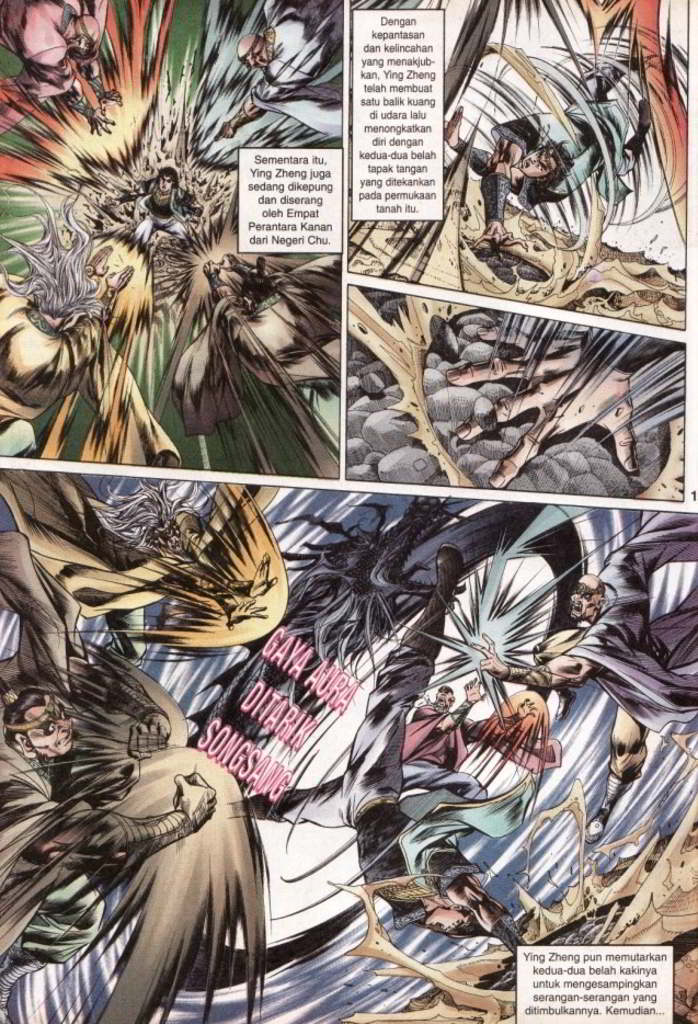 Sementara itu,
Ying Zheng juga
sedang dikepung
dan diserang
oleh Empat
Perantara Kanan
dari Negeri Chu.
Dengan
kepantasan
dan kelincahan
yang menakjub-
kan, Ying Zheng
telah membuat
satu balik kuang
di udara lalu
menongkatkan
diri dengan
kedua-dua belah
tapak tangan
yang ditekankan
pada permukaan
tanah itu.
GAYA AURA
DITARIK
SONGSANG
Ying Zheng pun memutarkan
kedua-dua belah kakinya
untuk mengesampingkan
serangan-serangan yang
ditimbulkannya. Kemudian...